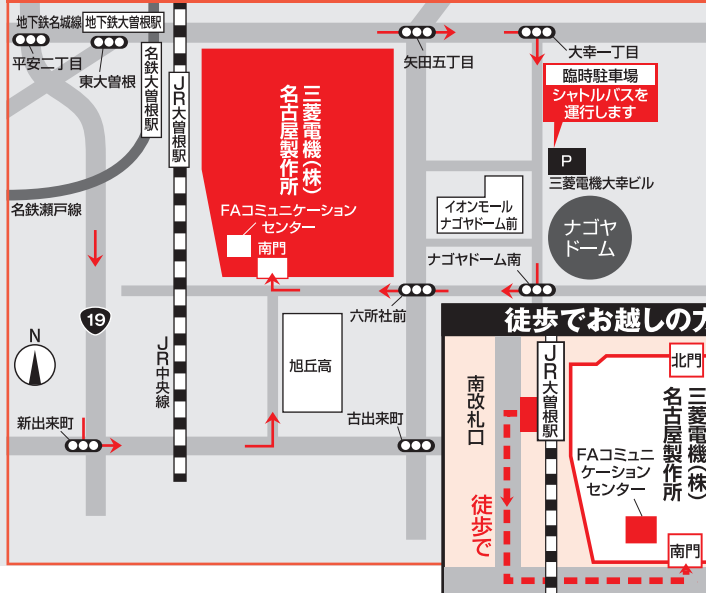 地下鉄名城線
地下鉄大曽根駅
平安二丁目
東大曽根
名鉄大曽根駅
JR大曽根駅
名鉄瀬戸線
三菱電機(株)
名古屋製作所
FAコミュニケーション
センター
南門
矢田五丁目
大幸一丁目
臨時駐車場
シャトルバスを
運行します
P
三菱電機大幸ビル
イオンモール
ナゴヤドーム前
ナゴヤ
ドーム
ナゴヤドーム南
六所社前
19
N
JR中央線
旭丘高
新出来町
古出来町
徒歩でお越しの方
南改札口
JR大曽根駅
北門
三菱電機(株)
名古屋製作所
FAコミュニ
ケーション
センター
徒歩で
南門